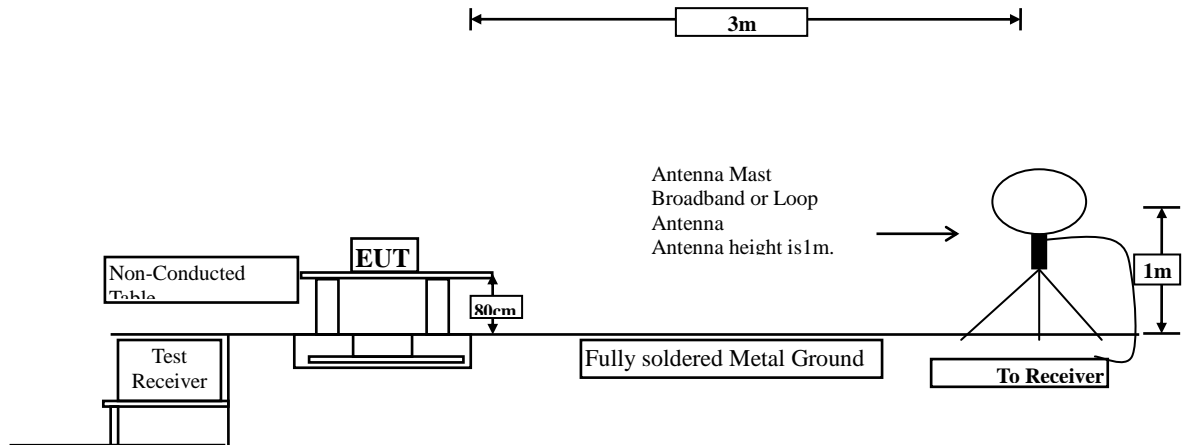 3m
Antenna Mast
Broadband or Loop
Antenna
Antenna height is1m.
EUT
Non-Conducted
Table
80cm
1m
Fully soldered Metal Ground
Test
Receiver
To Receiver